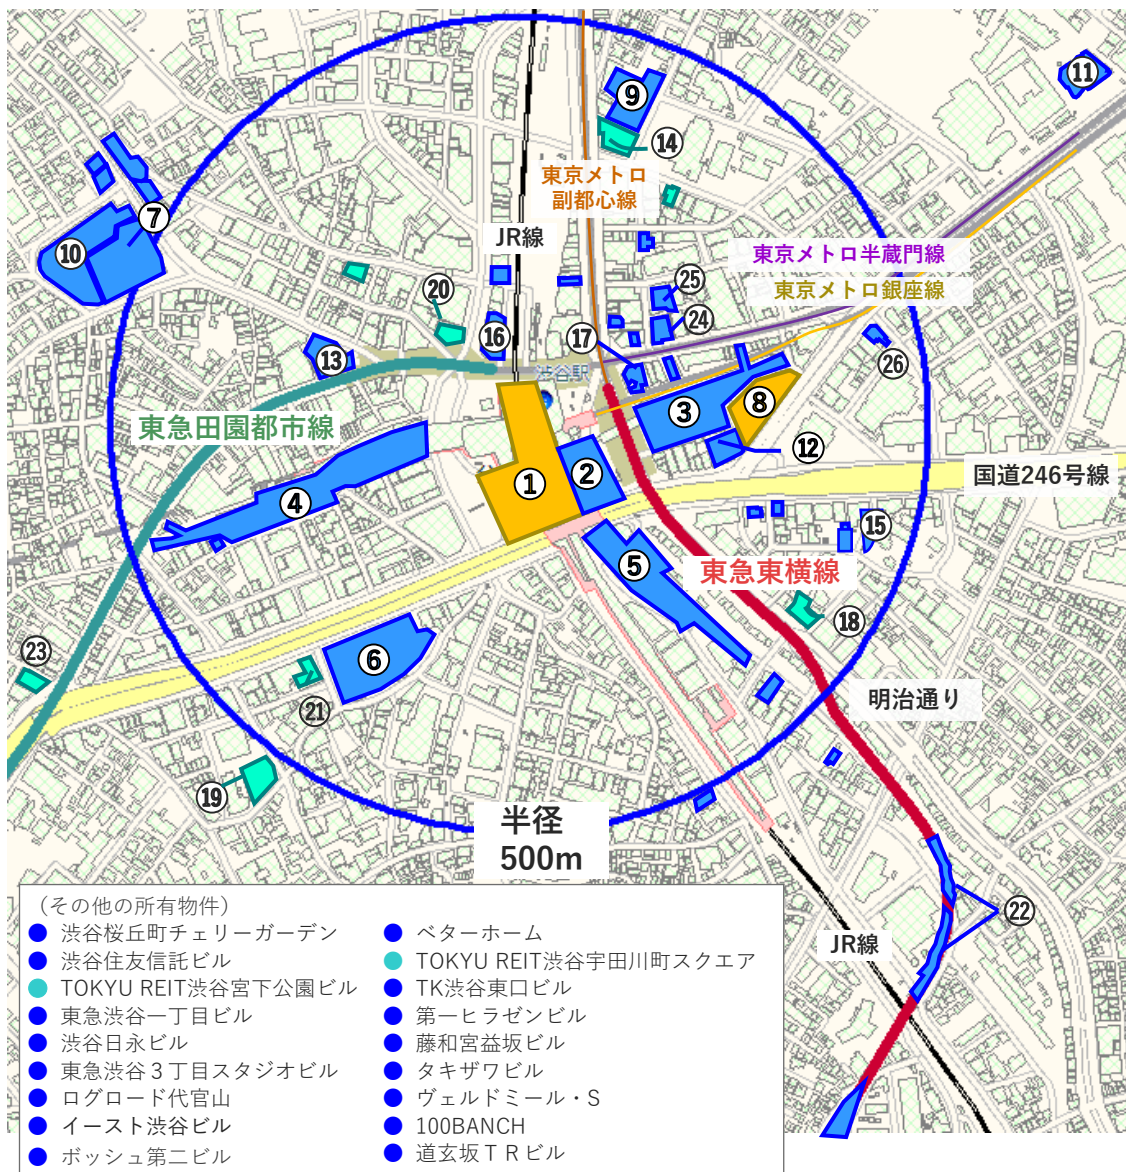 ⑪
⑨
⑭
東京メトロ
副都心線
⑦
⑩
JR線
東京メトロ半蔵門線
東京メトロ銀座線
⑳
㉕
㉔
⑯
⑰
㉖
⑬
渋谷駅
③
⑧
東急田園都市線
⑫
①
②
④
国道246号線
⑮
⑤
東急東横線
⑱
㉓
⑥
㉑
明治通り
⑲
半径
500m
㉒
JR線
（その他の所有物件）
渋谷桜丘町チェリーガーデン
渋谷住友信託ビル
TOKYU REIT渋谷宮下公園ビル
東急渋谷一丁目ビル
渋谷日永ビル
東急渋谷３丁目スタジオビル
ログロード代官山
イースト渋谷ビル
ボッシュ第二ビル
ベターホーム
TOKYU REIT渋谷宇田川町スクエア
TK渋谷東口ビル
第一ヒラゼンビル
藤和宮益坂ビル
タキザワビル
ヴェルドミール・S
100BANCH
道玄坂ＴＲビル